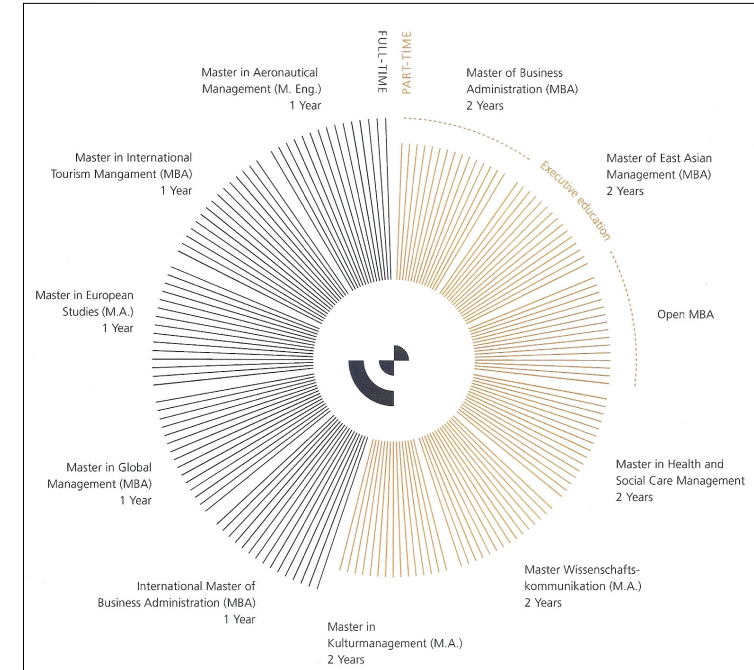 FULL-TIME
PART-TIME
Master in Aeronautical
Management (M. Eng.)
1 Year
Master of Business
Administration (MBA)
2 Years
Master in International
Tourism Mangament (MBA)
1 Year
Executive education
Master of East Asian
Management (MBA)
2 Years
Master in European
Studies (M.A.)
1 Year
Open MBA
Master in Global
Management (MBA)
1 Year
Master in Health and
Social Care Management
2 Years
International Master of
Business Administration (MBA)
1 Year
Master Wissenschafts-
kommunikation (M.A.)
2 Years
Master in
Kulturmanagement (M.A.)
2 Years